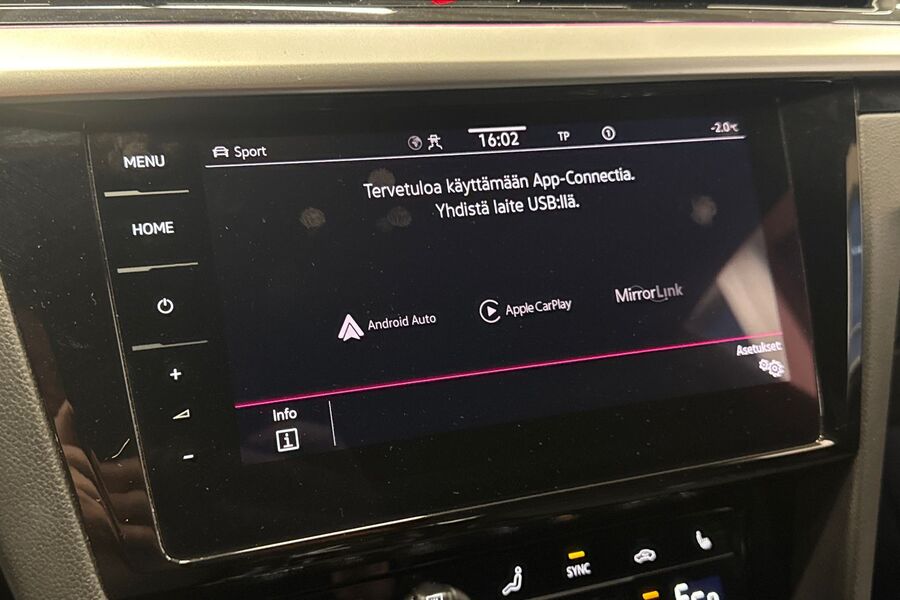 MENU
HOME
Sport
16:02
TP
1
-2.0°C
Tervetuloa käyttämään App-Connectia.
Yhdistä laite USB:llä.
Android Auto
Apple CarPlay
MirrorLink
Asetukset
Info
i
+
-
SYNC